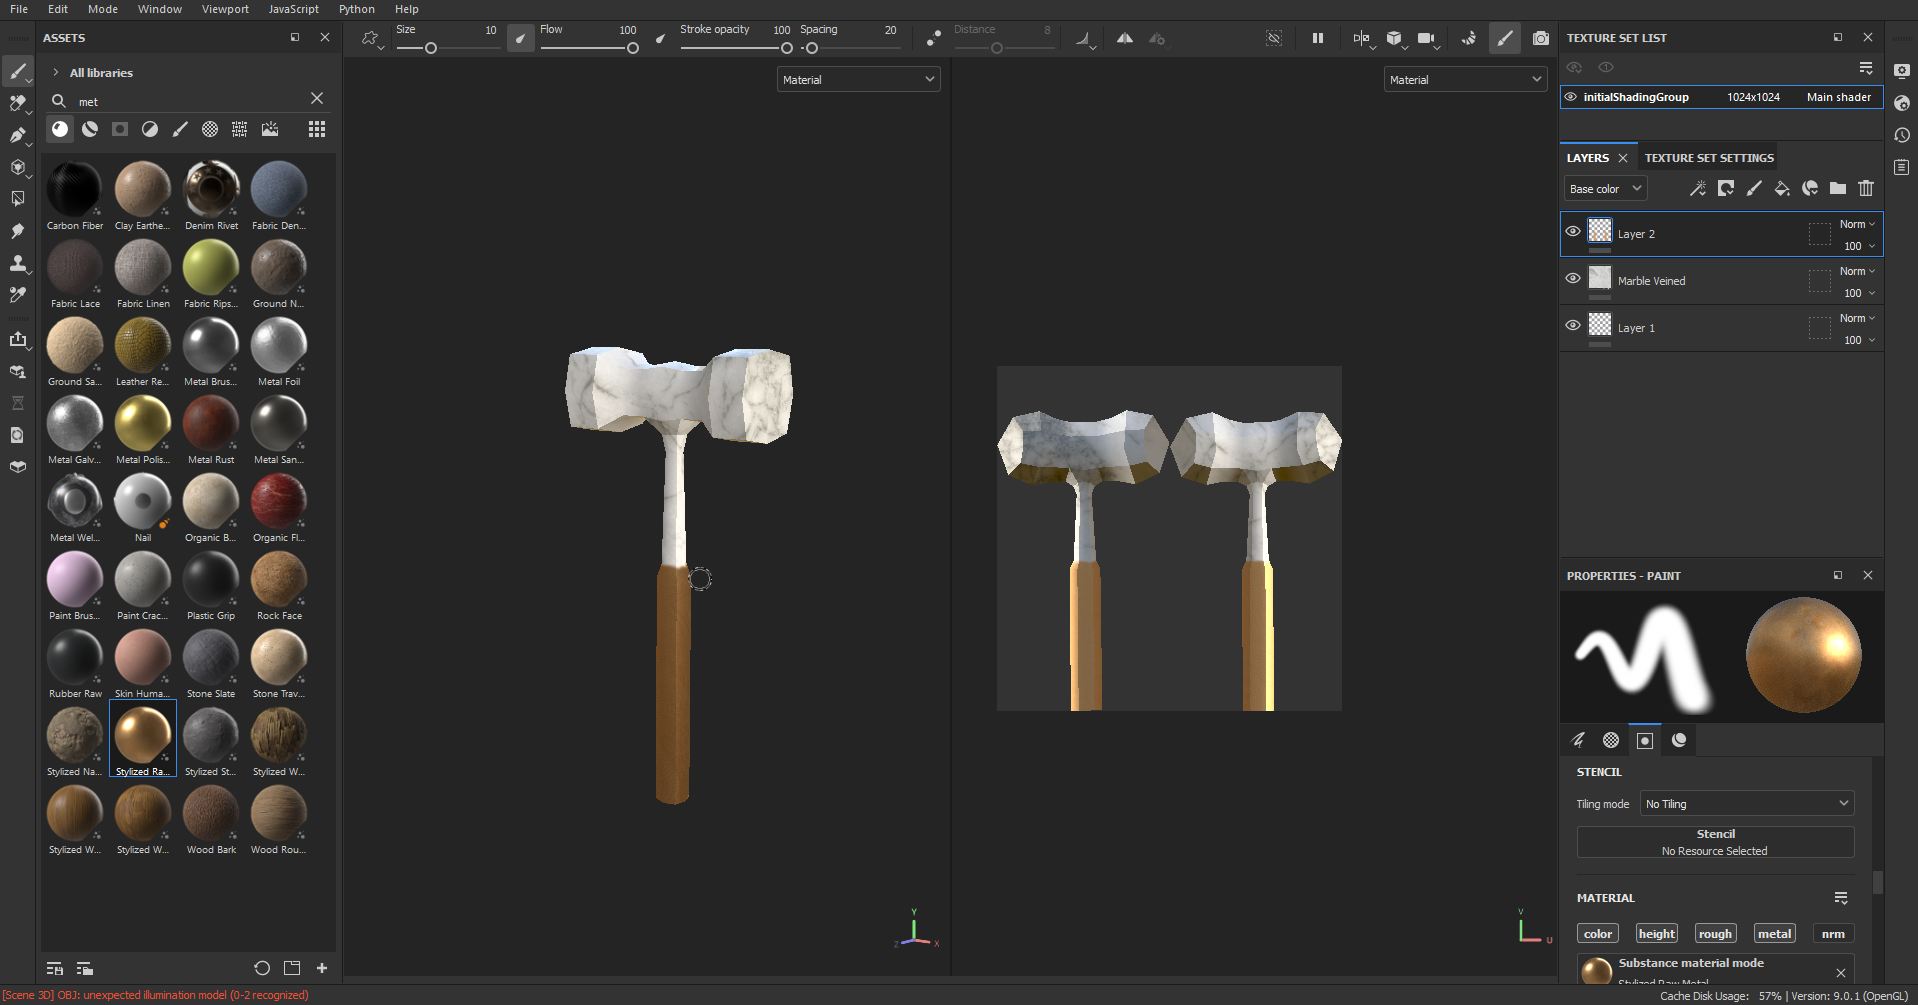 File Edit Mode Window Viewport JavaScript Python Help
ASSETS
All libraries
met
Carbon Fiber Clay Earthe... Denim Rivet Fabric Den...
Fabric Lace Fabric Linen Fabric Rips... Ground N...
Ground Sa... Leather Re... Metal Brus... Metal Foil
Metal Galv... Metal Polis... Metal Rust Metal San...
Metal Wel... Nail Organic B... Organic Fl...
Paint Brus... Paint Crac... Plastic Grip Rock Face
Rubber Raw Skin Huma... Stone Slate Stone Trav...
Stylized Na... Stylized Ra... Stylized St... Stylized W...
Stylized W... Stylized W... Wood Bark Wood Rou...
Size 10 Flow 100 Stroke opacity 100 Spacing 20 Distance 8
Material
Material
Y
Z X
V
U
TEXTURE SET LIST
initialShadingGroup 1024x1024 Main shader
LAYERS TEXTURE SET SETTINGS
Base color
Layer 2 Norm
100
Marble Veined Norm
100
Layer 1 Norm
100
PROPERTIES - PAINT
STENCIL
Tiling mode No Tiling
Stencil
No Resource Selected
MATERIAL
color height rough metal nrm
Substance material mode
Stylized Raw Metal
[Scene 3D] OBJ: unexpected illumination model (0-2 recognized)
Cache Disk Usage: 57% | Version: 9.0.1 (OpenGL)